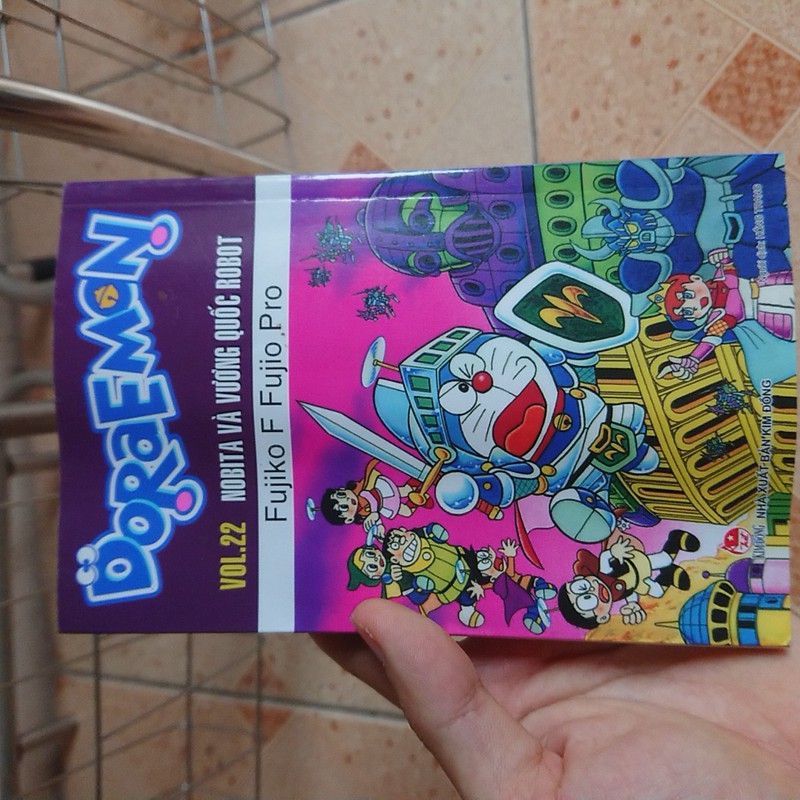 DORAEMON
VOL.22 NOBITA VÀ VƯƠNG QUỐC ROBOT
Fujiko F Fujio Pro
NHÀ XUẤT BẢN KIM ĐỒNG